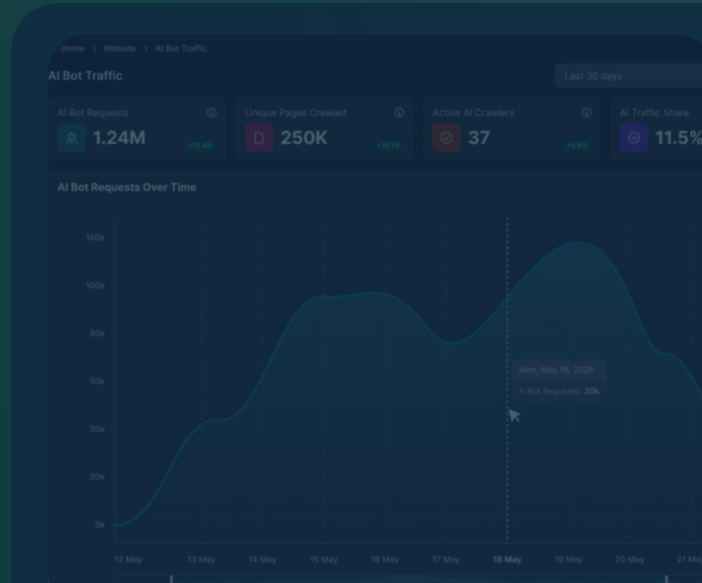 Home > Website > AI Bot Traffic
AI Bot Traffic
Last 30 days
AI Bot Requests
1.24M
+12.4%
Unique Pages Crawled
250K
+10.1%
Active AI Crawlers
37
+5.6%
AI Traffic Share
11.5%
AI Bot Requests Over Time
150k
100k
80k
50k
30k
20k
5k
Mon, May 18, 2026
Bot Requests: 30k
12 May 13 May 14 May 15 May 16 May 17 May 18 May 19 May 20 May 21 May